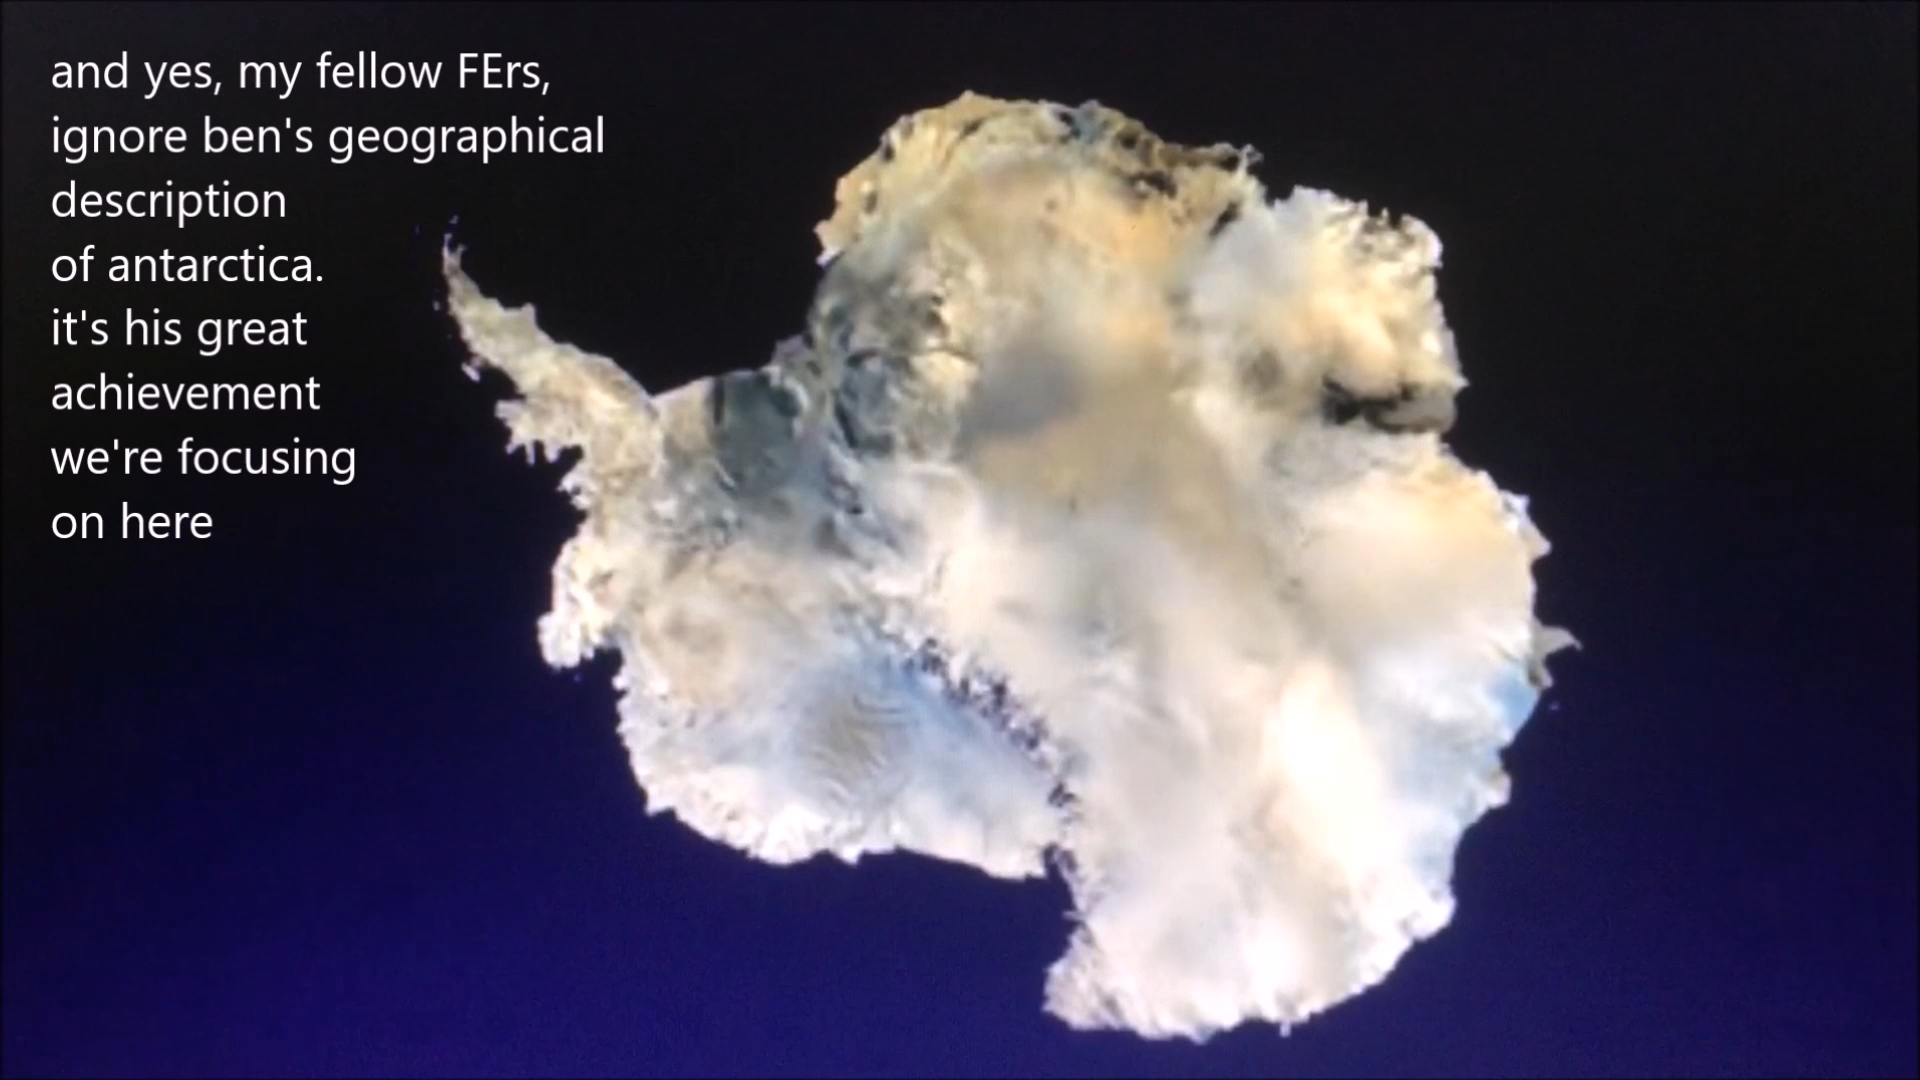 and yes, my fellow FErs,
ignore ben's geographical
description
of antarctica.
it's his great
achievement
we're focusing
on here